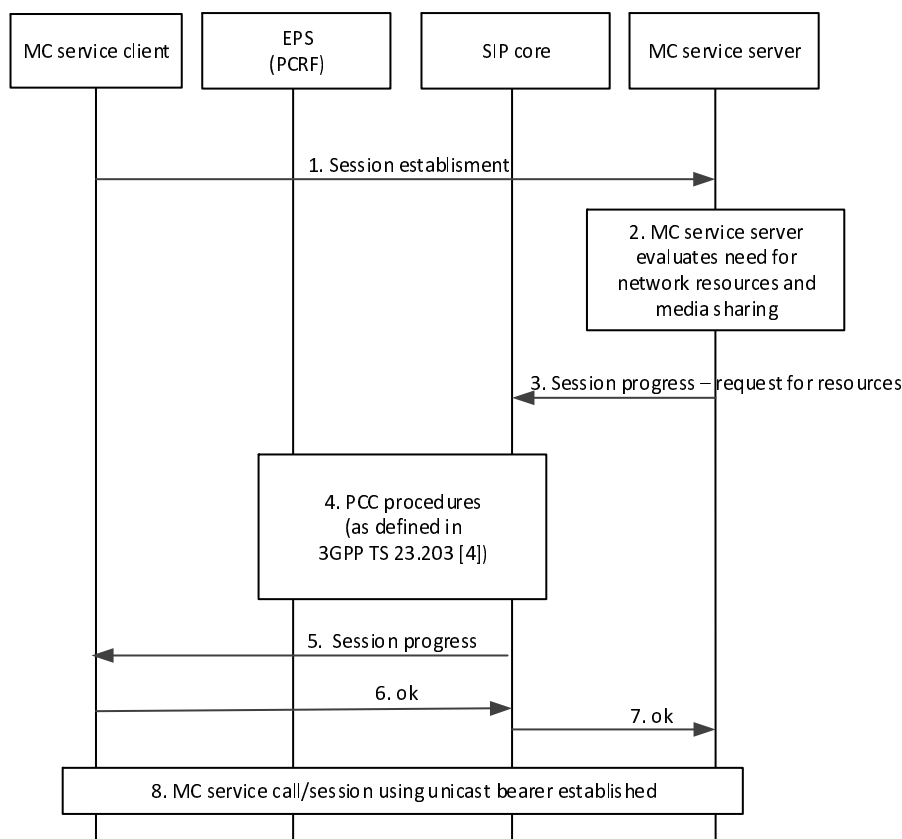 MC service client
EPS
(PCRF)
SIP core
MC service server
1. Session establisment
2. MC service server
evaluates need for
network resources and
media sharing
3. Session progress – request for resources
4. PCC procedures
(as defined in
3GPP TS 23.203 [4])
5. Session progress
6. ok
7. ok
8. MC service call/session using unicast bearer established